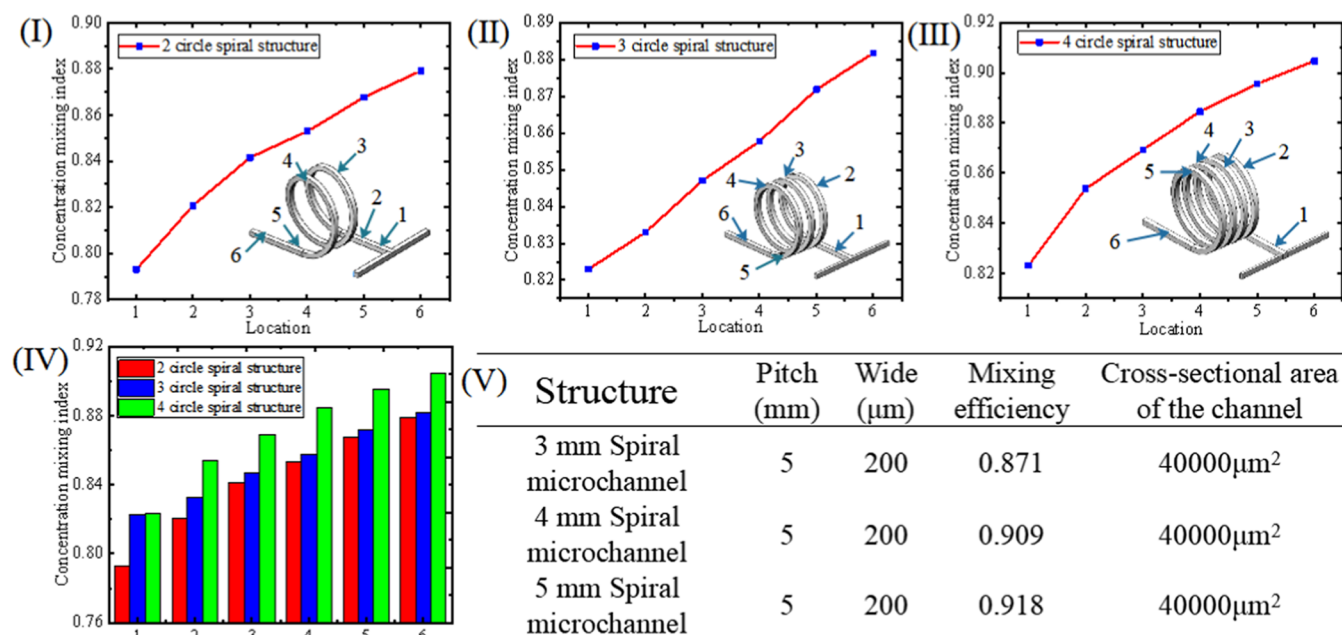 (I)
2 circle spiral structure
Concentration mixing index
0.90
0.88
0.86
0.84
0.82
0.80
0.78
1 2 3 4 5 6
Location
1
2
3
4
5
6
(II)
3 circle spiral structure
Concentration mixing index
0.89
0.88
0.87
0.86
0.85
0.84
0.83
0.82
1 2 3 4 5 6
Location
1
2
3
4
5
6
(III)
4 circle spiral structure
Concentration mixing index
0.92
0.90
0.88
0.86
0.84
0.82
1 2 3 4 5 6
Location
1
2
3
4
5
6
(IV)
2 circle spiral structure
3 circle spiral structure
4 circle spiral structure
Concentration mixing index
0.92
0.88
0.84
0.80
0.76
1 2 3 4 5 6
(V)
Structure Pitch (mm) Wide (μm) Mixing efficiency Cross-sectional area of the channel
3 mm Spiral microchannel 5 200 0.871 40000μm²
4 mm Spiral microchannel 5 200 0.909 40000μm²
5 mm Spiral microchannel 5 200 0.918 40000μm²